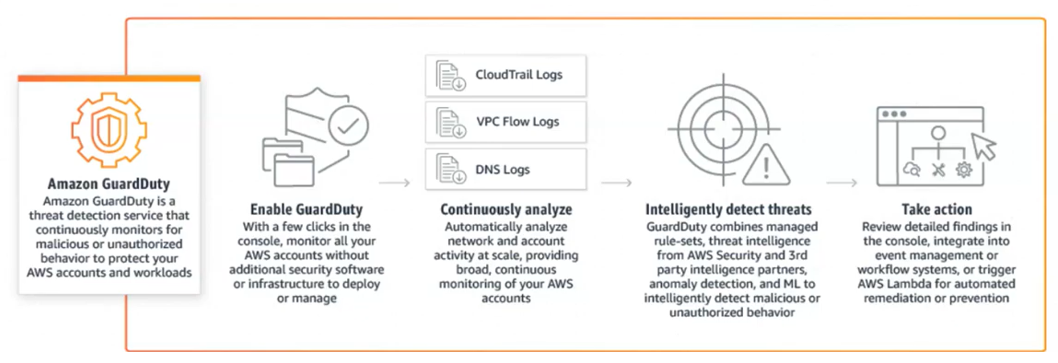 Amazon GuardDuty
Amazon GuardDuty is a
threat detection service that
continuously monitors for
malicious or unauthorized
behavior to protect your
AWS accounts and workloads
Enable GuardDuty
With a few clicks in the
console, monitor all your
AWS accounts without
additional security software
or infrastructure to deploy
or manage
CloudTrail Logs
VPC Flow Logs
DNS Logs
Continuously analyze
Automatically analyze
network and account
activity at scale, providing
broad, continuous
monitoring of your AWS
accounts
Intelligently detect threats
GuardDuty combines managed
rule-sets, threat intelligence
from AWS Security and 3rd
party intelligence partners,
anomaly detection, and ML to
intelligently detect malicious or
unauthorized behavior
Take action
Review detailed findings in
the console, integrate into
event management or
workflow systems, or trigger
AWS Lambda for automated
remediation or prevention